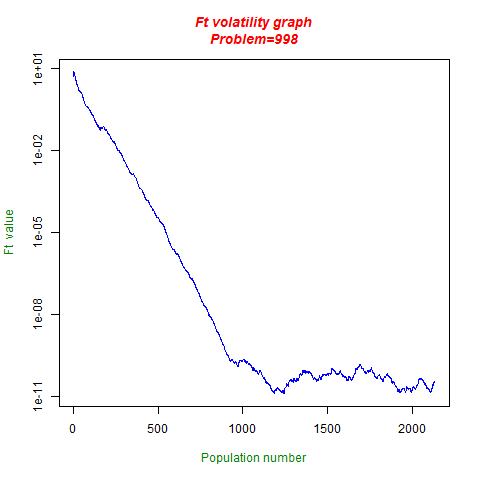 Ft volatility graph
Problem=998
1e+01
1e-02
1e-05
1e-08
1e-11
Ft value
0
500
1000
1500
2000
Population number